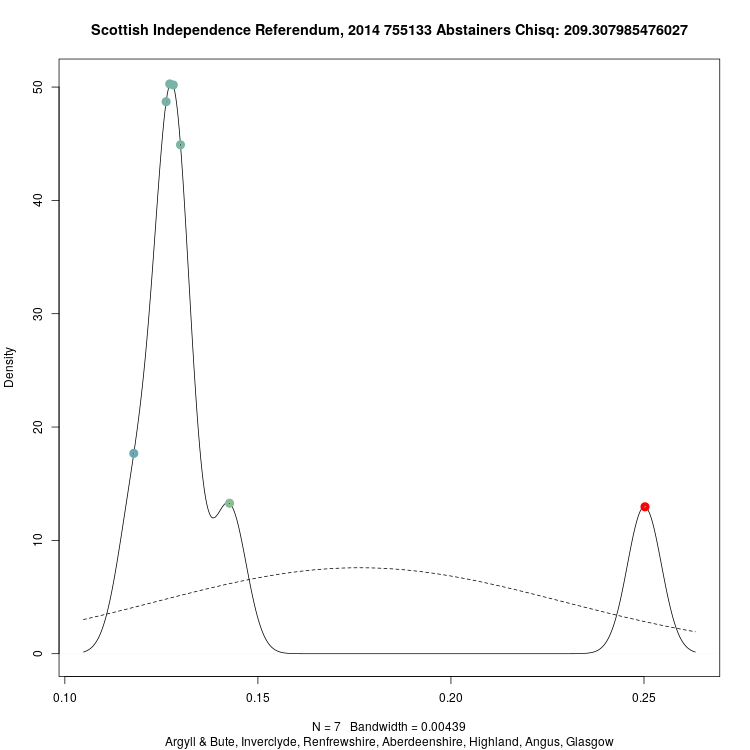 Scottish Independence Referendum, 2014 755133 Abstainers Chisq: 209.307985476027
50
40
30
20
10
0
Density
0.10 0.15 0.20 0.25
N = 7 Bandwidth = 0.00439
Argyll & Bute, Inverclyde, Renfrewshire, Aberdeenshire, Highland, Angus, Glasgow